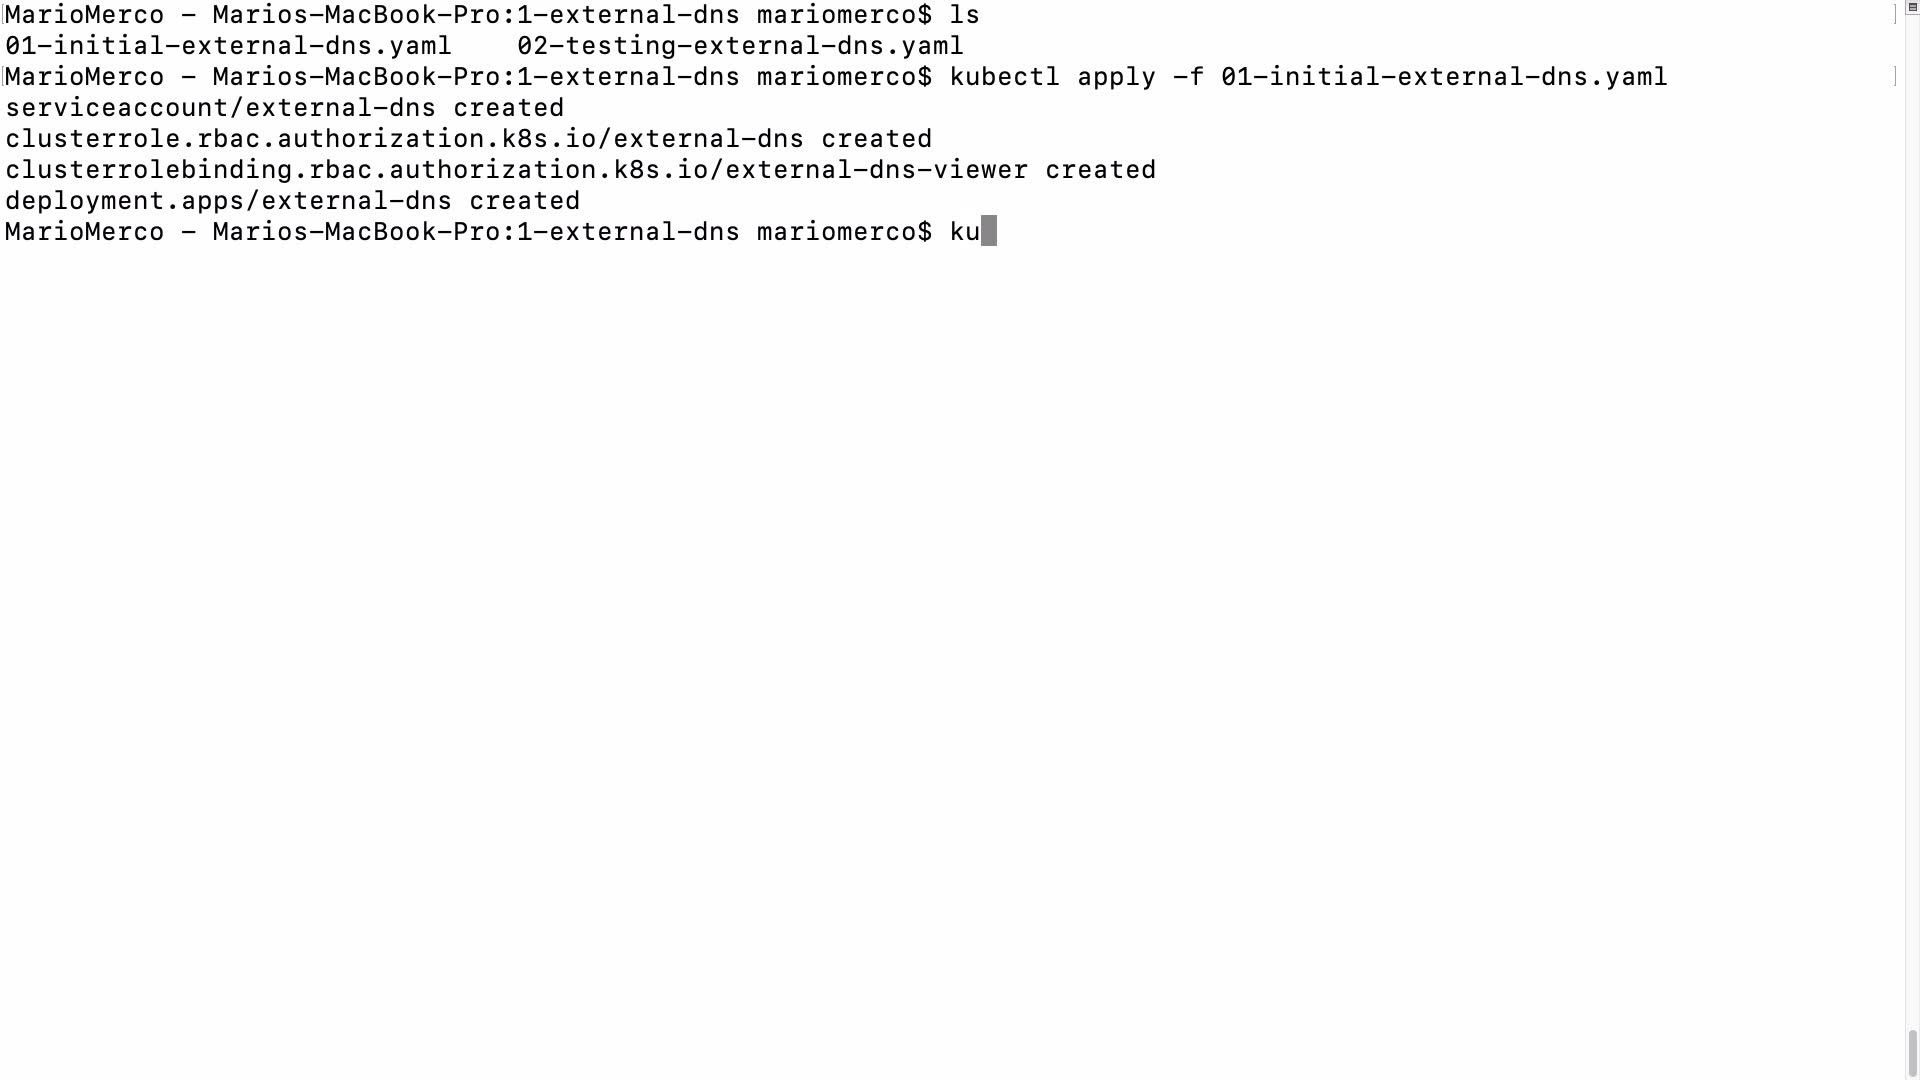 MarioMerco - Marios-MacBook-Pro:1-external-dns mariomerco$ ls
01-initial-external-dns.yaml    02-testing-external-dns.yaml
MarioMerco - Marios-MacBook-Pro:1-external-dns mariomerco$ kubectl apply -f 01-initial-external-dns.yaml
serviceaccount/external-dns created
clusterrole.rbac.authorization.k8s.io/external-dns created
clusterrolebinding.rbac.authorization.k8s.io/external-dns-viewer created
deployment.apps/external-dns created
MarioMerco - Marios-MacBook-Pro:1-external-dns mariomerco$ ku